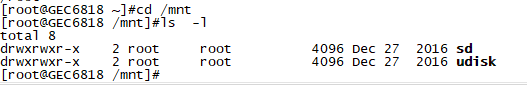 [root@GEC6818 ~]#cd /mnt
[root@GEC6818 /mnt]#ls  -l
total 8
drwxrwxr-x    2 root     root          4096 Dec 27  2016 sd
drwxrwxr-x    2 root     root          4096 Dec 27  2016 udisk
[root@GEC6818 /mnt]#